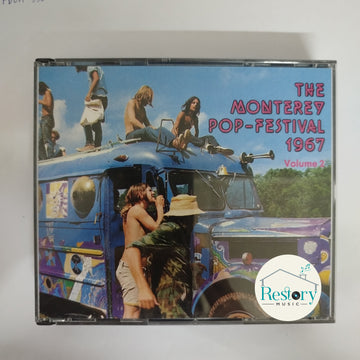 THE
MONTEREY
POP-FESTIVAL
1967
Volume 2
Restory
MUSIC